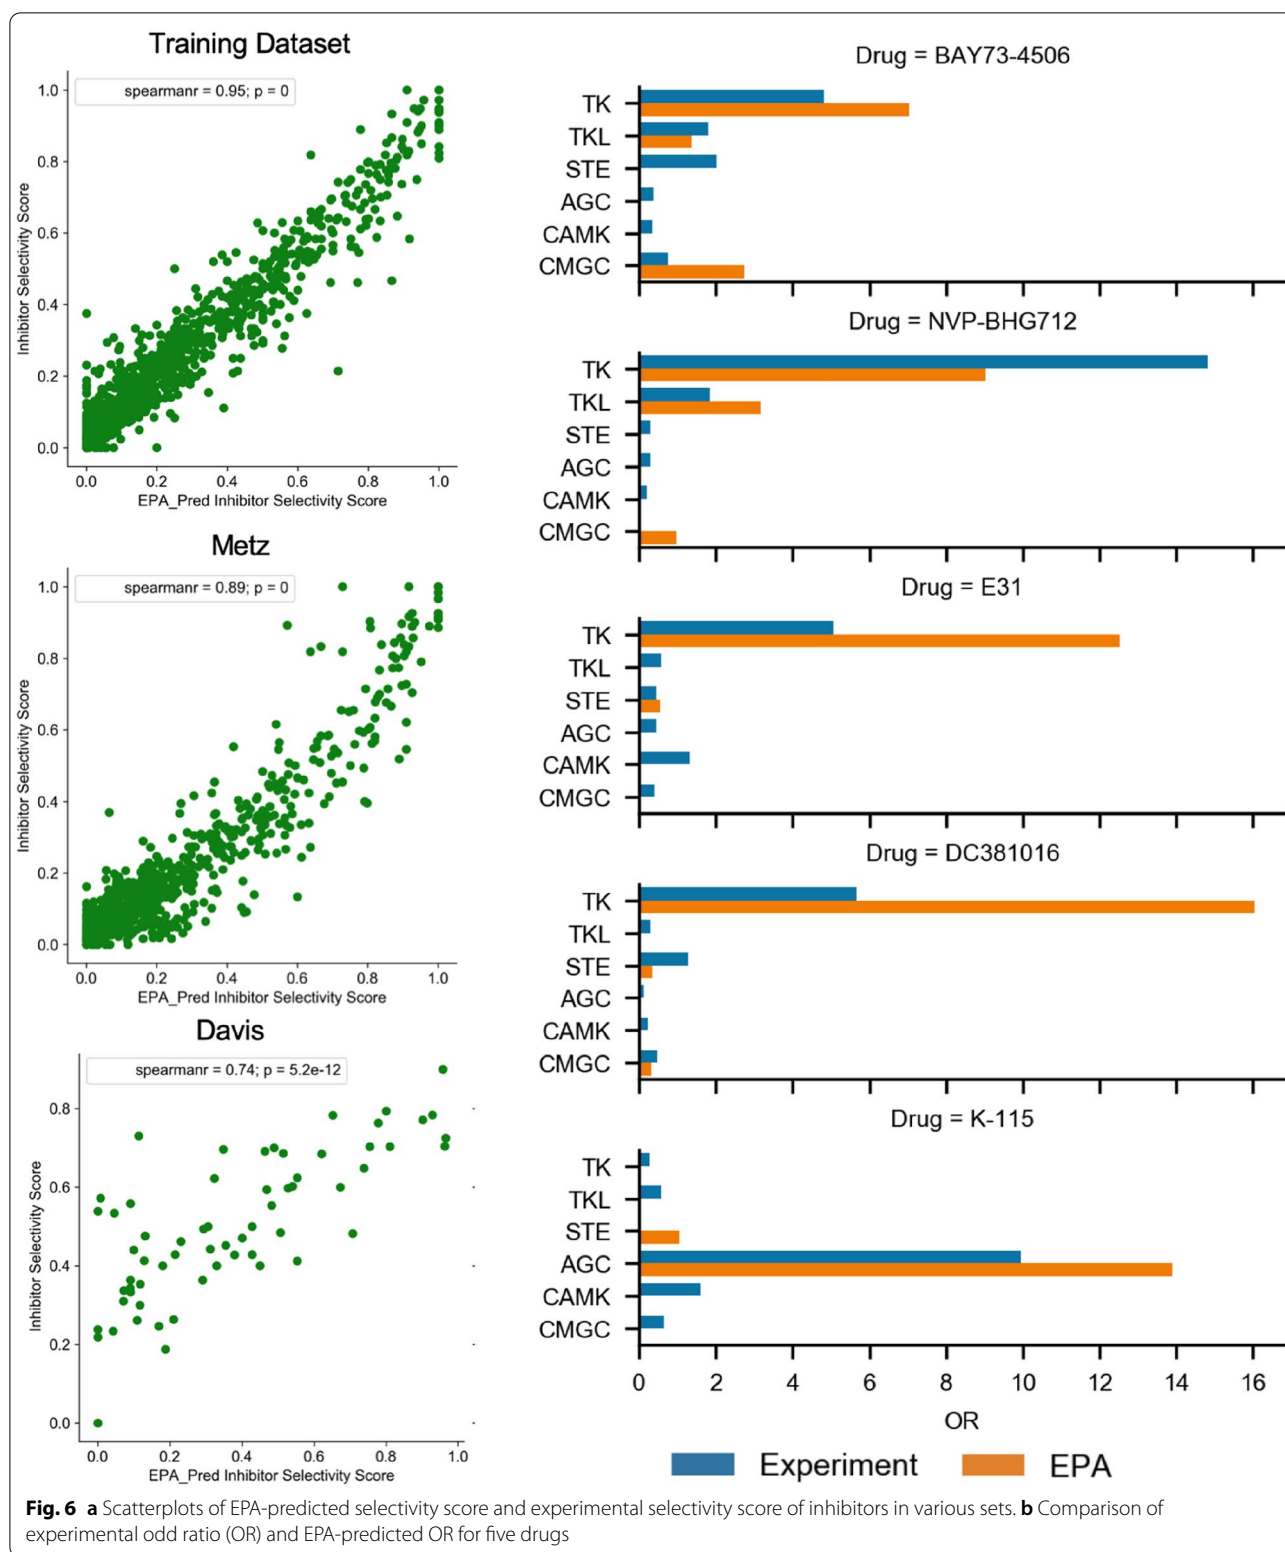 Training Dataset
spearmanr = 0.95; p = 0
1.0
0.8
0.6
0.4
0.2
0.0
Inhibitor Selectivity Score
0.0 0.2 0.4 0.6 0.8 1.0
EPA_Pred Inhibitor Selectivity Score
Metz
spearmanr = 0.89; p = 0
1.0
0.8
0.6
0.4
0.2
0.0
Inhibitor Selectivity Score
0.0 0.2 0.4 0.6 0.8 1.0
EPA_Pred Inhibitor Selectivity Score
Davis
spearmanr = 0.74; p = 5.2e-12
0.8
0.6
0.4
0.2
0.0
Inhibitor Selectivity Score
0.0 0.2 0.4 0.6 0.8 1.0
EPA_Pred Inhibitor Selectivity Score
Drug = BAY73-4506
TK
TKL
STE
AGC
CAMK
CMGC
Drug = NVP-BHG712
TK
TKL
STE
AGC
CAMK
CMGC
Drug = E31
TK
TKL
STE
AGC
CAMK
CMGC
Drug = DC381016
TK
TKL
STE
AGC
CAMK
CMGC
Drug = K-115
TK
TKL
STE
AGC
CAMK
CMGC
0 2 4 6 8 10 12 14 16
OR
Experiment EPA
Fig. 6 a Scatterplots of EPA-predicted selectivity score and experimental selectivity score of inhibitors in various sets. b Comparison of
experimental odd ratio (OR) and EPA-predicted OR for five drugs